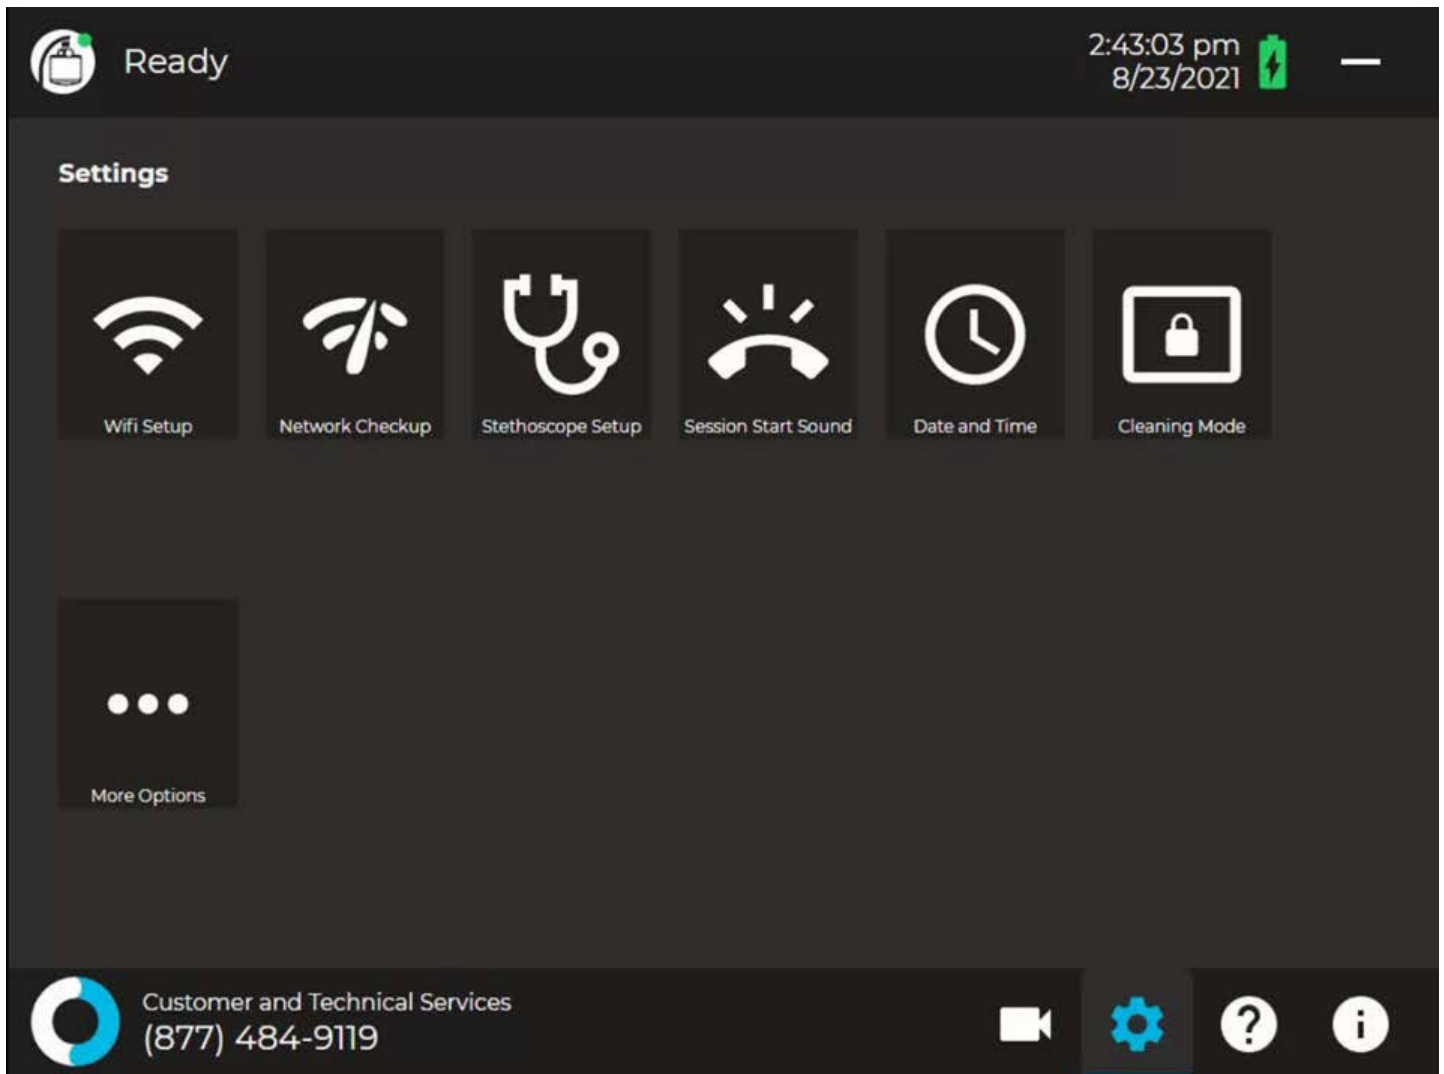 Ready
2:43:03 pm
8/23/2021
Settings
Wifi Setup
Network Checkup
Stethoscope Setup
Session Start Sound
Date and Time
Cleaning Mode
More Options
Customer and Technical Services
(877) 484-9119